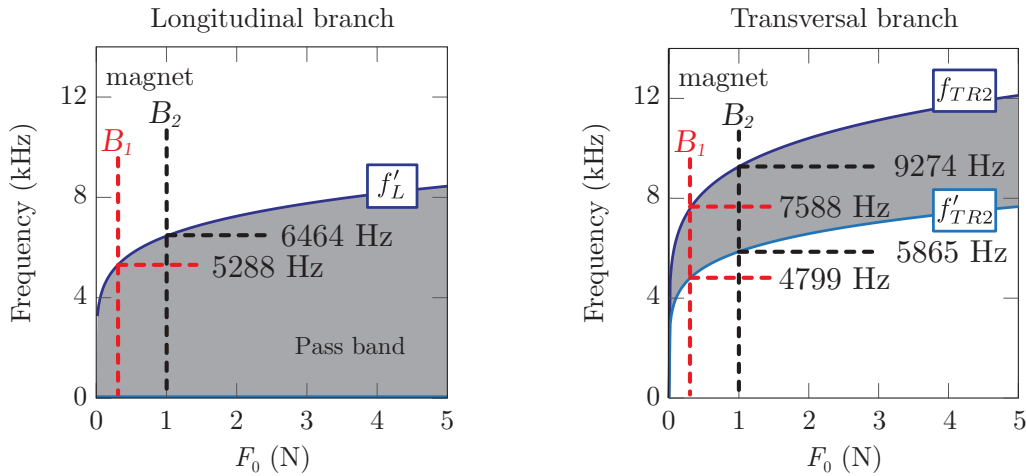 Longitudinal branch
Frequency (kHz)
12
8
4
0
0 1 2 3 4 5
F₀ (N)
magnet
B₂
B₁
f′L
6464 Hz
5288 Hz
Pass band
Transversal branch
Frequency (kHz)
12
8
4
0
0 1 2 3 4 5
F₀ (N)
magnet
B₂
B₁
fTR2
9274 Hz
7588 Hz
f′TR2
5865 Hz
4799 Hz